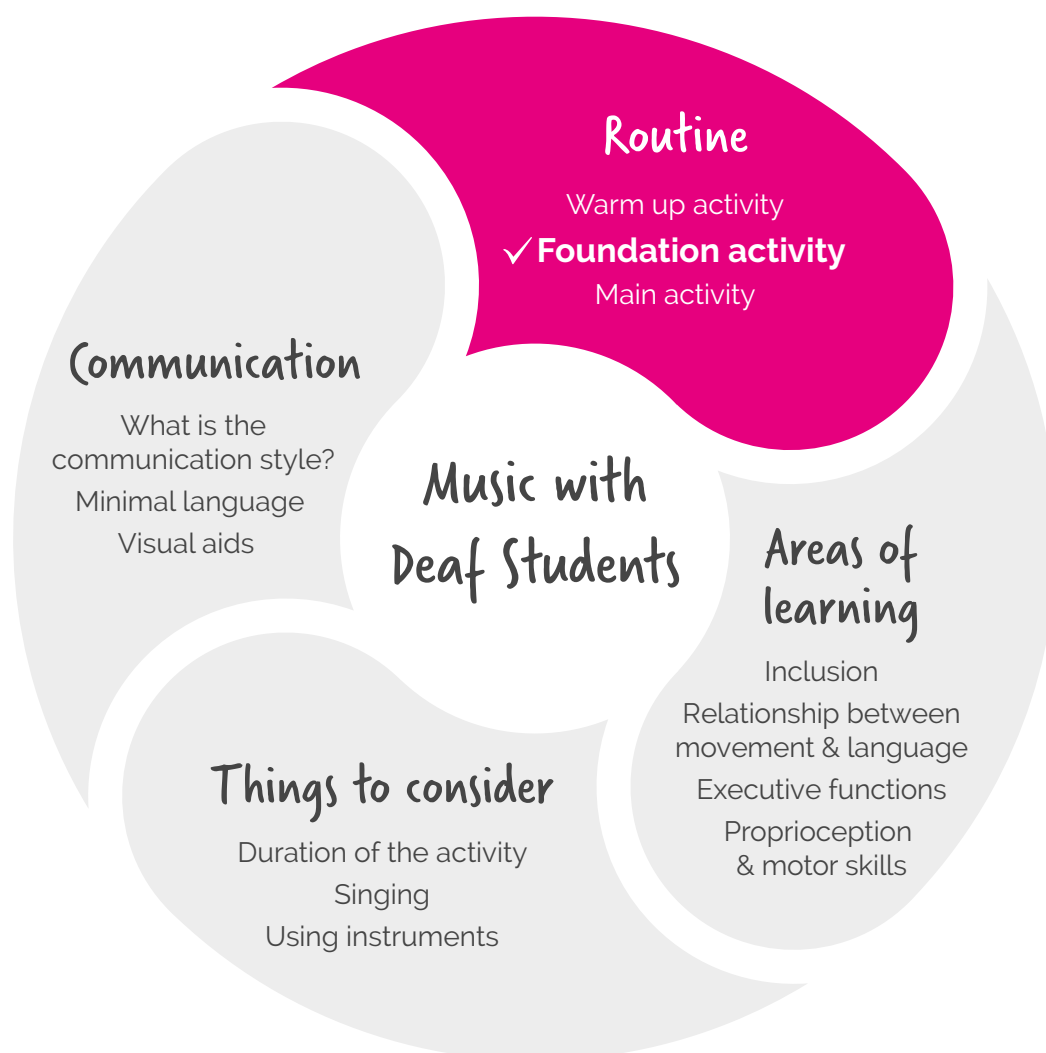 Routine
Warm up activity
✓ Foundation activity
Main activity
Communication
What is the
communication style?
Minimal language
Visual aids
Music with
Deaf Students
Areas of
learning
Inclusion
Relationship between
movement & language
Executive functions
Proprioception
& motor skills
Things to consider
Duration of the activity
Singing
Using instruments